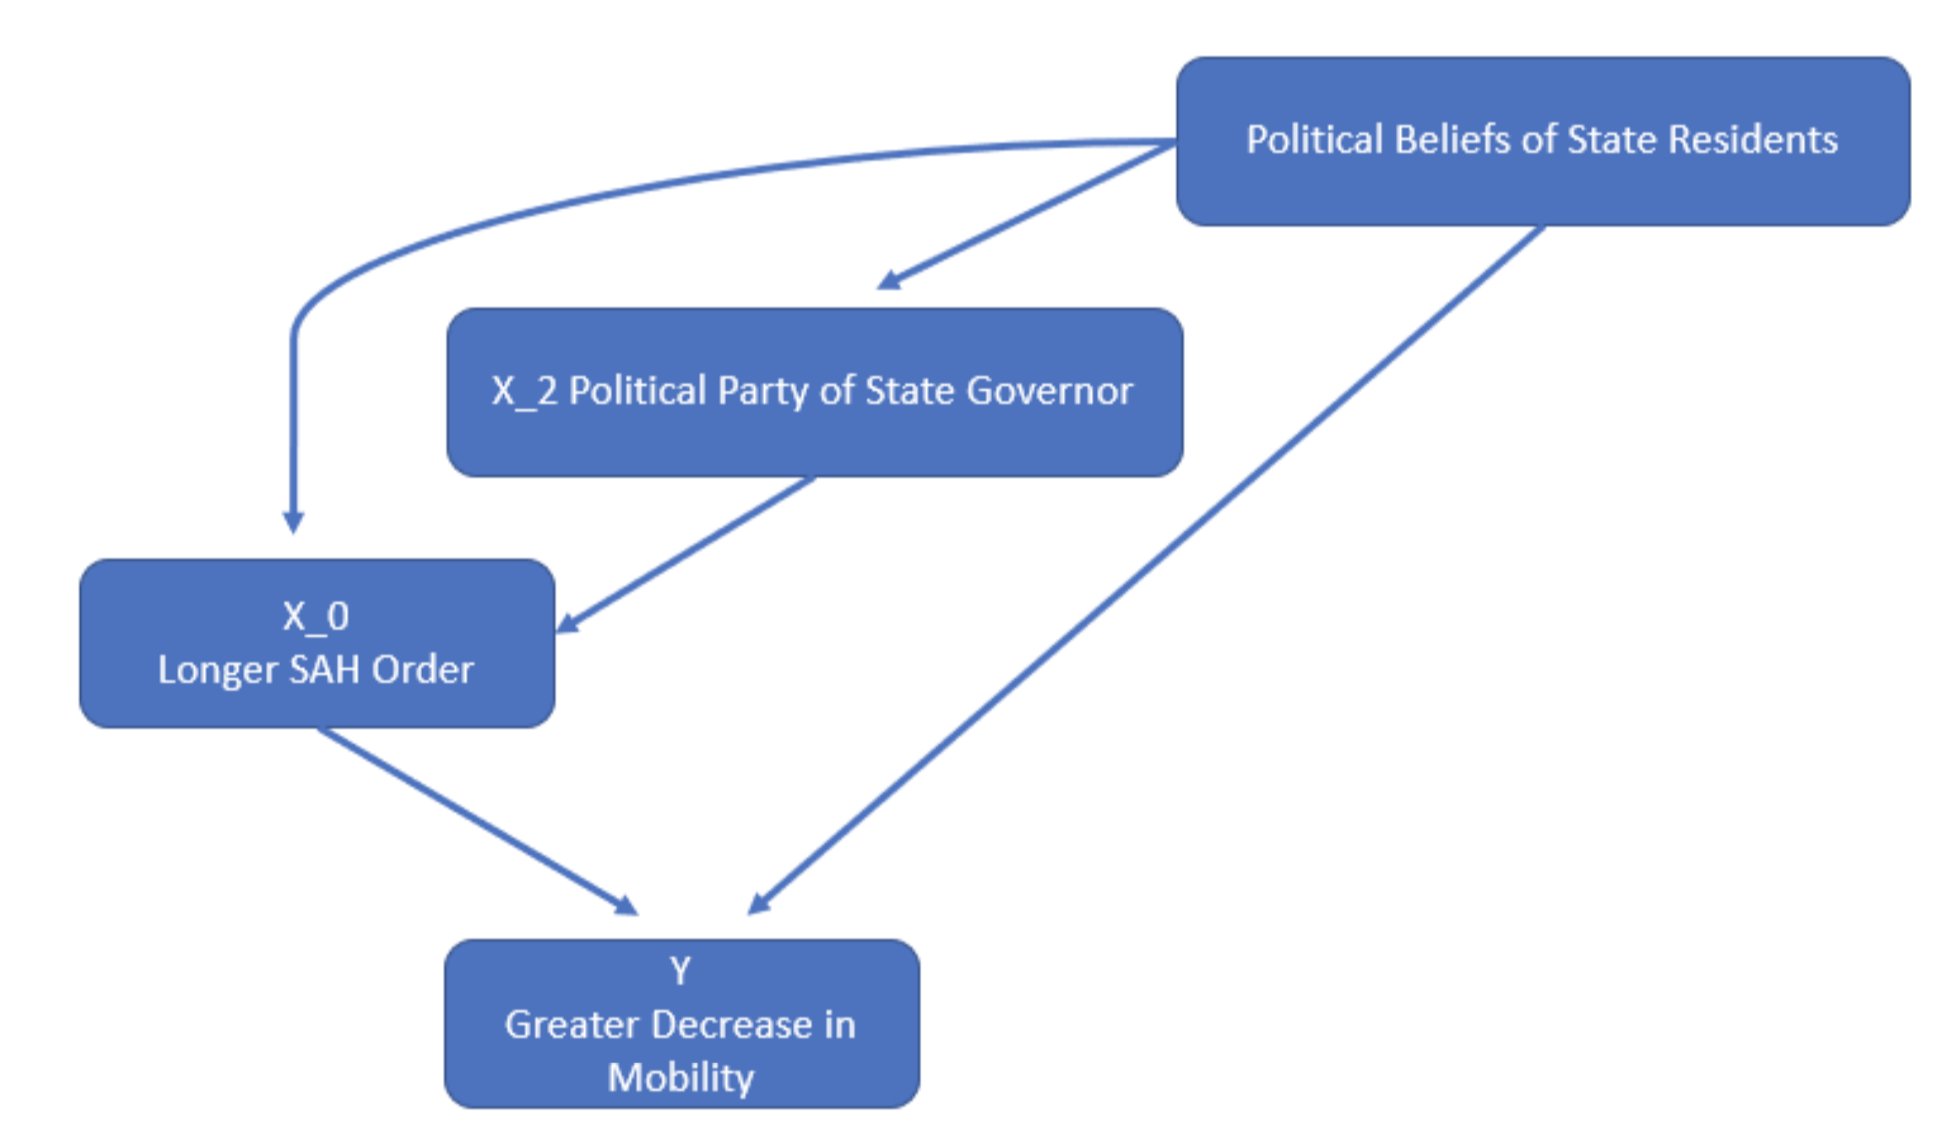 Political Beliefs of State Residents
X_2 Political Party of State Governor
X_0
Longer SAH Order
Y
Greater Decrease in
Mobility